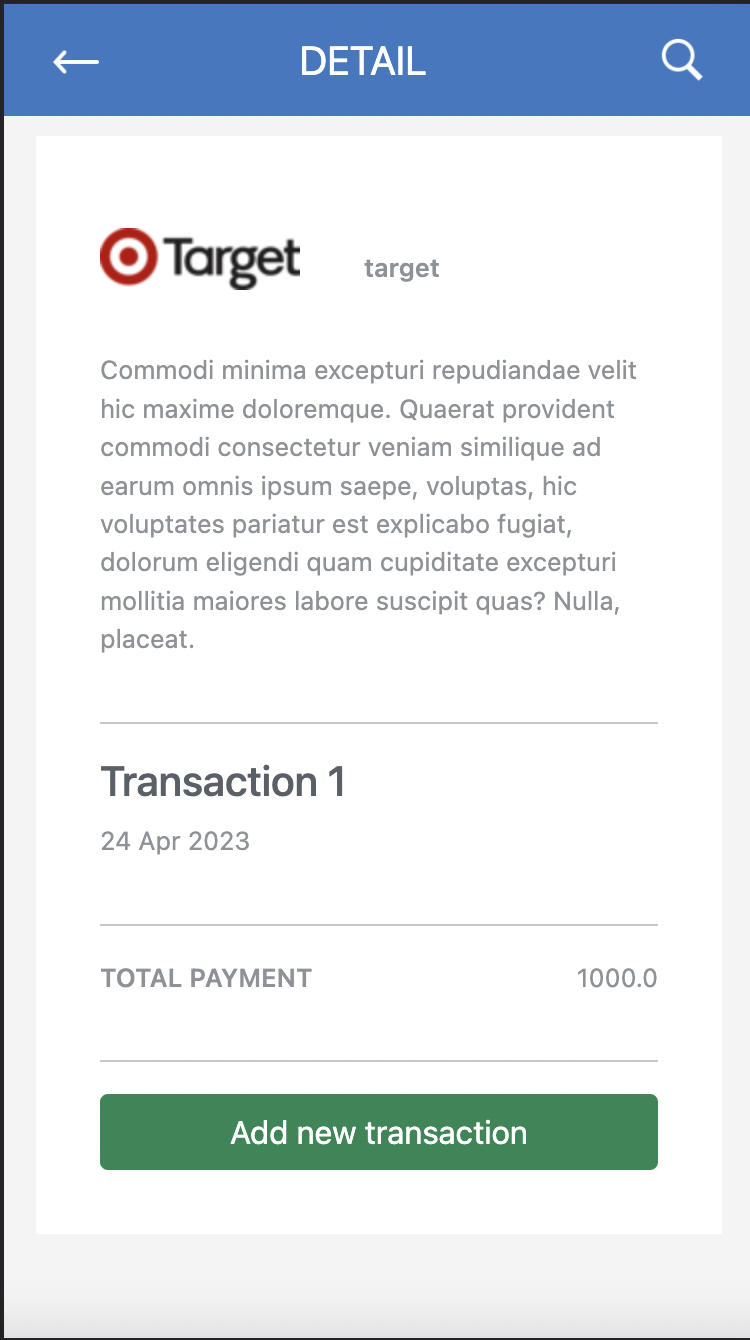 DETAIL
Target
target
Commodi minima excepturi repudiandae velit
hic maxime doloremque. Quaerat provident
commodi consectetur veniam similique ad
earum omnis ipsum saepe, voluptas, hic
voluptates pariatur est explicabo fugiat,
dolorum eligendi quam cupiditate excepturi
mollitia maiores labore suscipit quas? Nulla,
placeat.
Transaction 1
24 Apr 2023
TOTAL PAYMENT 1000.0
Add new transaction